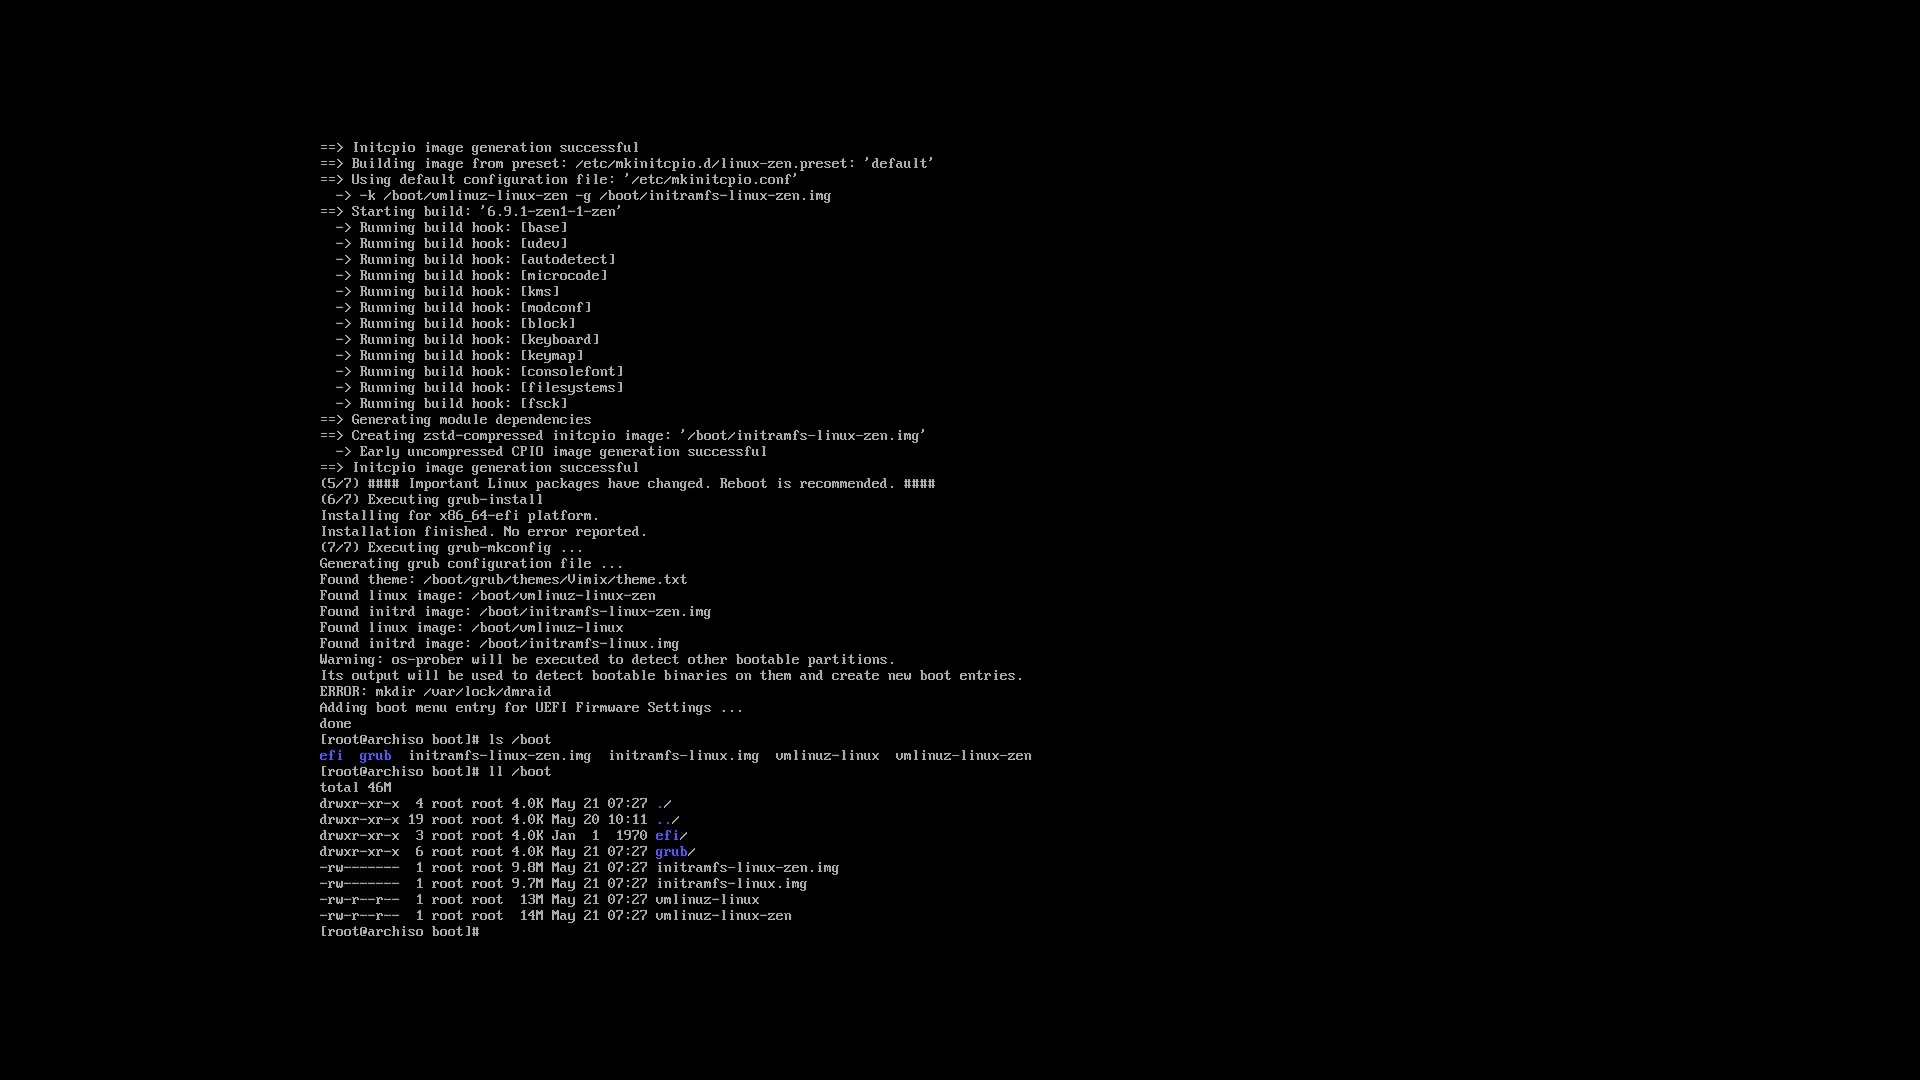 ==> Initcpio image generation successful
==> Building image from preset: /etc/mkinitcpio.d/linux-zen.preset: 'default'
==> Using default configuration file: '/etc/mkinitcpio.conf'
  -> -k /boot/vmlinuz-linux-zen -g /boot/initramfs-linux-zen.img
==> Starting build: '6.9.1-zen1-1-zen'
  -> Running build hook: [base]
  -> Running build hook: [udev]
  -> Running build hook: [autodetect]
  -> Running build hook: [microcode]
  -> Running build hook: [kms]
  -> Running build hook: [modconf]
  -> Running build hook: [block]
  -> Running build hook: [keyboard]
  -> Running build hook: [keymap]
  -> Running build hook: [consolefont]
  -> Running build hook: [filesystems]
  -> Running build hook: [fsck]
==> Generating module dependencies
==> Creating zstd-compressed initcpio image: '/boot/initramfs-linux-zen.img'
  -> Early uncompressed CPIO image generation successful
==> Initcpio image generation successful
(5/7) #### Important Linux packages have changed. Reboot is recommended. ####
(6/7) Executing grub-install
Installing for x86_64-efi platform.
Installation finished. No error reported.
(7/7) Executing grub-mkconfig ...
Generating grub configuration file ...
Found theme: /boot/grub/themes/Vimix/theme.txt
Found linux image: /boot/vmlinuz-linux-zen
Found initrd image: /boot/initramfs-linux-zen.img
Found linux image: /boot/vmlinuz-linux
Found initrd image: /boot/initramfs-linux.img
Warning: os-prober will be executed to detect other bootable partitions.
Its output will be used to detect bootable binaries on them and create new boot entries.
ERROR: mkdir /var/lock/dmraid
Adding boot menu entry for UEFI Firmware Settings ...
done
[root@archiso boot]# ls /boot
efi  grub  initramfs-linux-zen.img  initramfs-linux.img  vmlinuz-linux  vmlinuz-linux-zen
[root@archiso boot]# ll /boot
total 46M
drwxr-xr-x  4 root root 4.0K May 21 07:27 ./
drwxr-xr-x 19 root root 4.0K May 20 10:11 ../
drwxr-xr-x  3 root root 4.0K Jan  1  1970 efi/
drwxr-xr-x  6 root root 4.0K May 21 07:27 grub/
-rw-------  1 root root 9.8M May 21 07:27 initramfs-linux-zen.img
-rw-------  1 root root 9.7M May 21 07:27 initramfs-linux.img
-rw-r--r--  1 root root  13M May 21 07:27 vmlinuz-linux
-rw-r--r--  1 root root  14M May 21 07:27 vmlinuz-linux-zen
[root@archiso boot]#